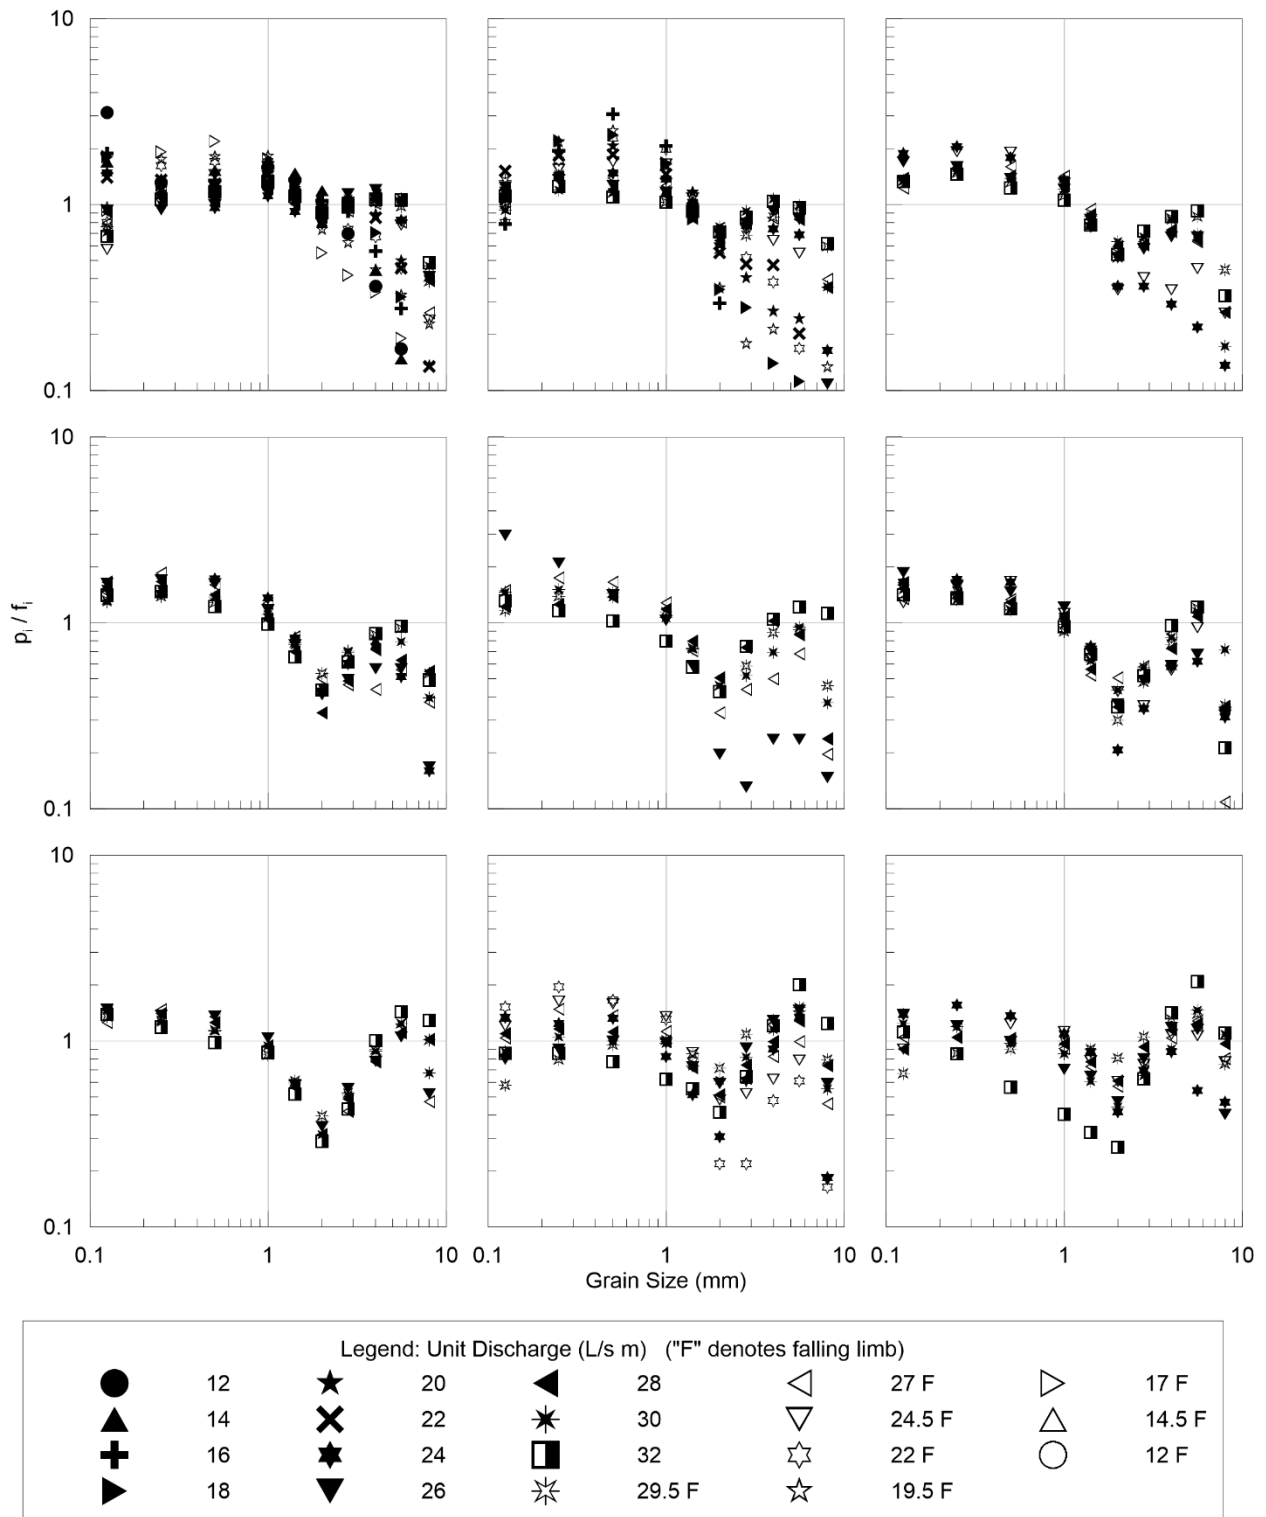 10
1
0.1
10
1
0.1
p i / f i
10
1
0.1
0.1 1 10 0.1 1 10 0.1 1 10
Grain Size (mm)
Legend: Unit Discharge (L/s m) ("F" denotes falling limb)
12 20 28 27 F 17 F
14 22 30 24.5 F 14.5 F
16 24 32 22 F 12 F
18 26 29.5 F 19.5 F